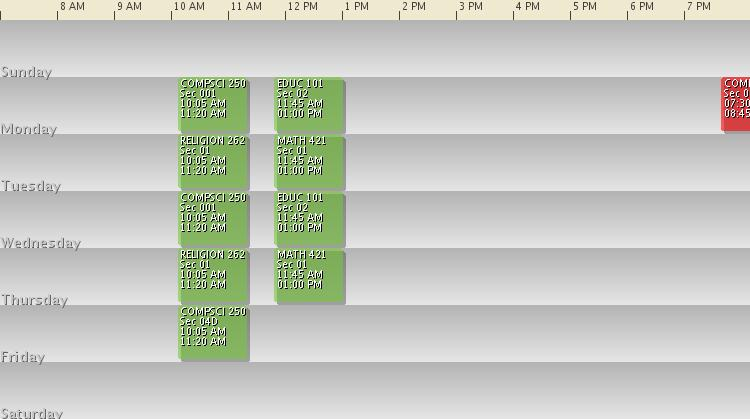 8 AM 9 AM 10 AM 11 AM 12 PM 1 PM 2 PM 3 PM 4 PM 5 PM 6 PM 7 PM
Sunday
COMPSCI 250
Sec 001
10:05 AM
11:20 AM
EDUC 101
Sec 02
11:45 AM
01:00 PM
COM
Sec 0
07:30
08:45
Monday
RELIGION 262
Sec 01
10:05 AM
11:20 AM
MATH 421
Sec 01
11:45 AM
01:00 PM
Tuesday
COMPSCI 250
Sec 001
10:05 AM
11:20 AM
EDUC 101
Sec 02
11:45 AM
01:00 PM
Wednesday
RELIGION 262
Sec 01
10:05 AM
11:20 AM
MATH 421
Sec 01
11:45 AM
01:00 PM
Thursday
COMPSCI 250
Sec 04D
10:05 AM
11:20 AM
Friday
Saturday